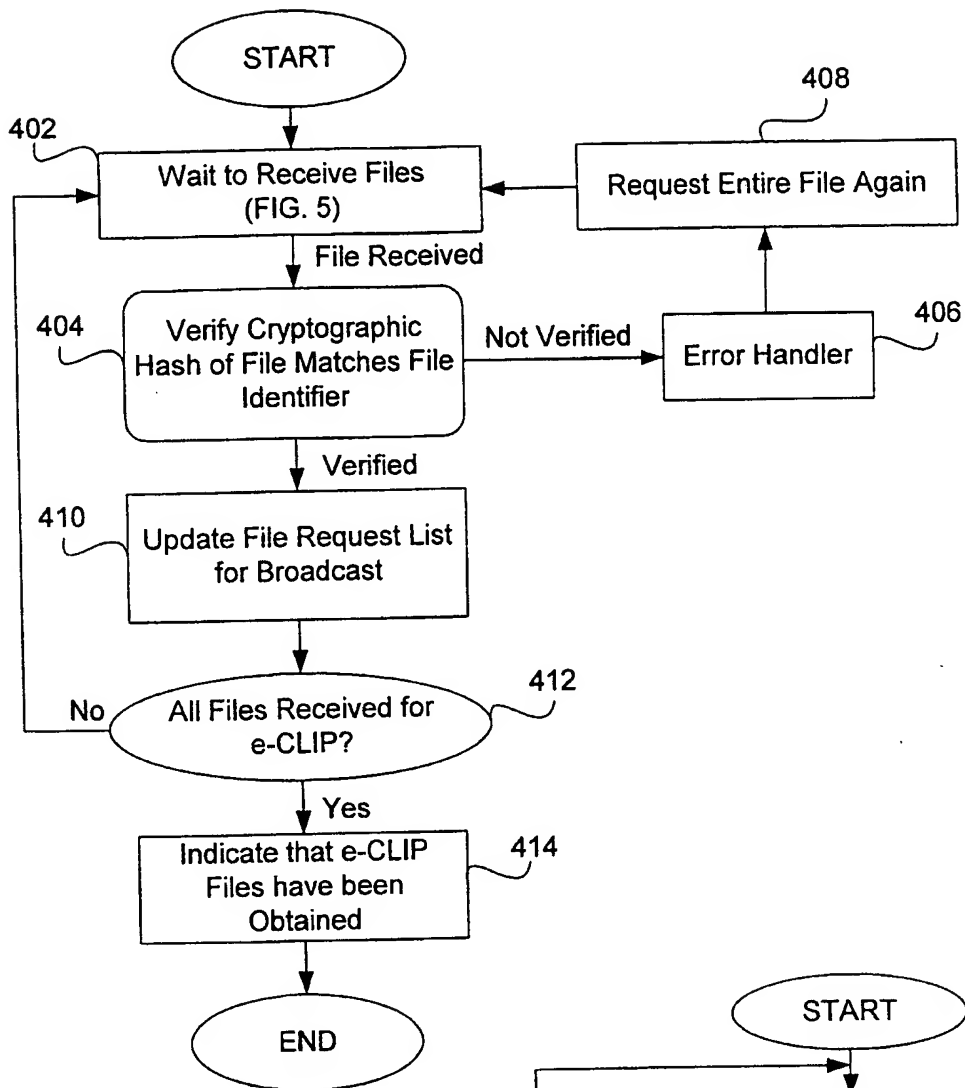 START
408
402
Wait to Receive Files
(FIG. 5)
Request Entire File Again
File Received
404
Verify Cryptographic
Hash of File Matches File
Identifier
Not Verified
406
Error Handler
Verified
410
Update File Request List
for Broadcast
No
All Files Received for
e-CLIP?
412
Yes
Indicate that e-CLIP
Files have been
Obtained
414
END
START